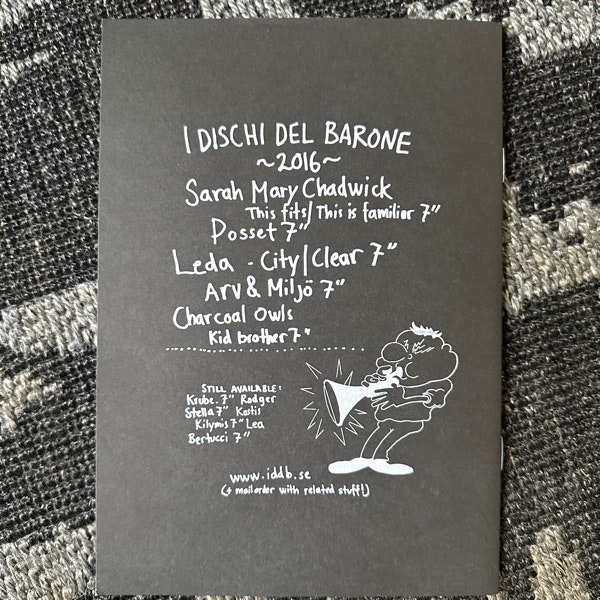 I DISCHI DEL BARONE
~2016~
Sarah Mary Chadwick
This fits/This is familiar 7"
Posset 7"
Leda - City/Clear 7"
Arv & Miljö 7"
Charcoal Owls
Kid brother 7"
STILL AVAILABLE:
Krube. 7" Rodger
Stella 7" Kostis
Kilymis 7" Lea
Bertucci 7"
www.iddb.se
(+ mailorder with related stuff!)